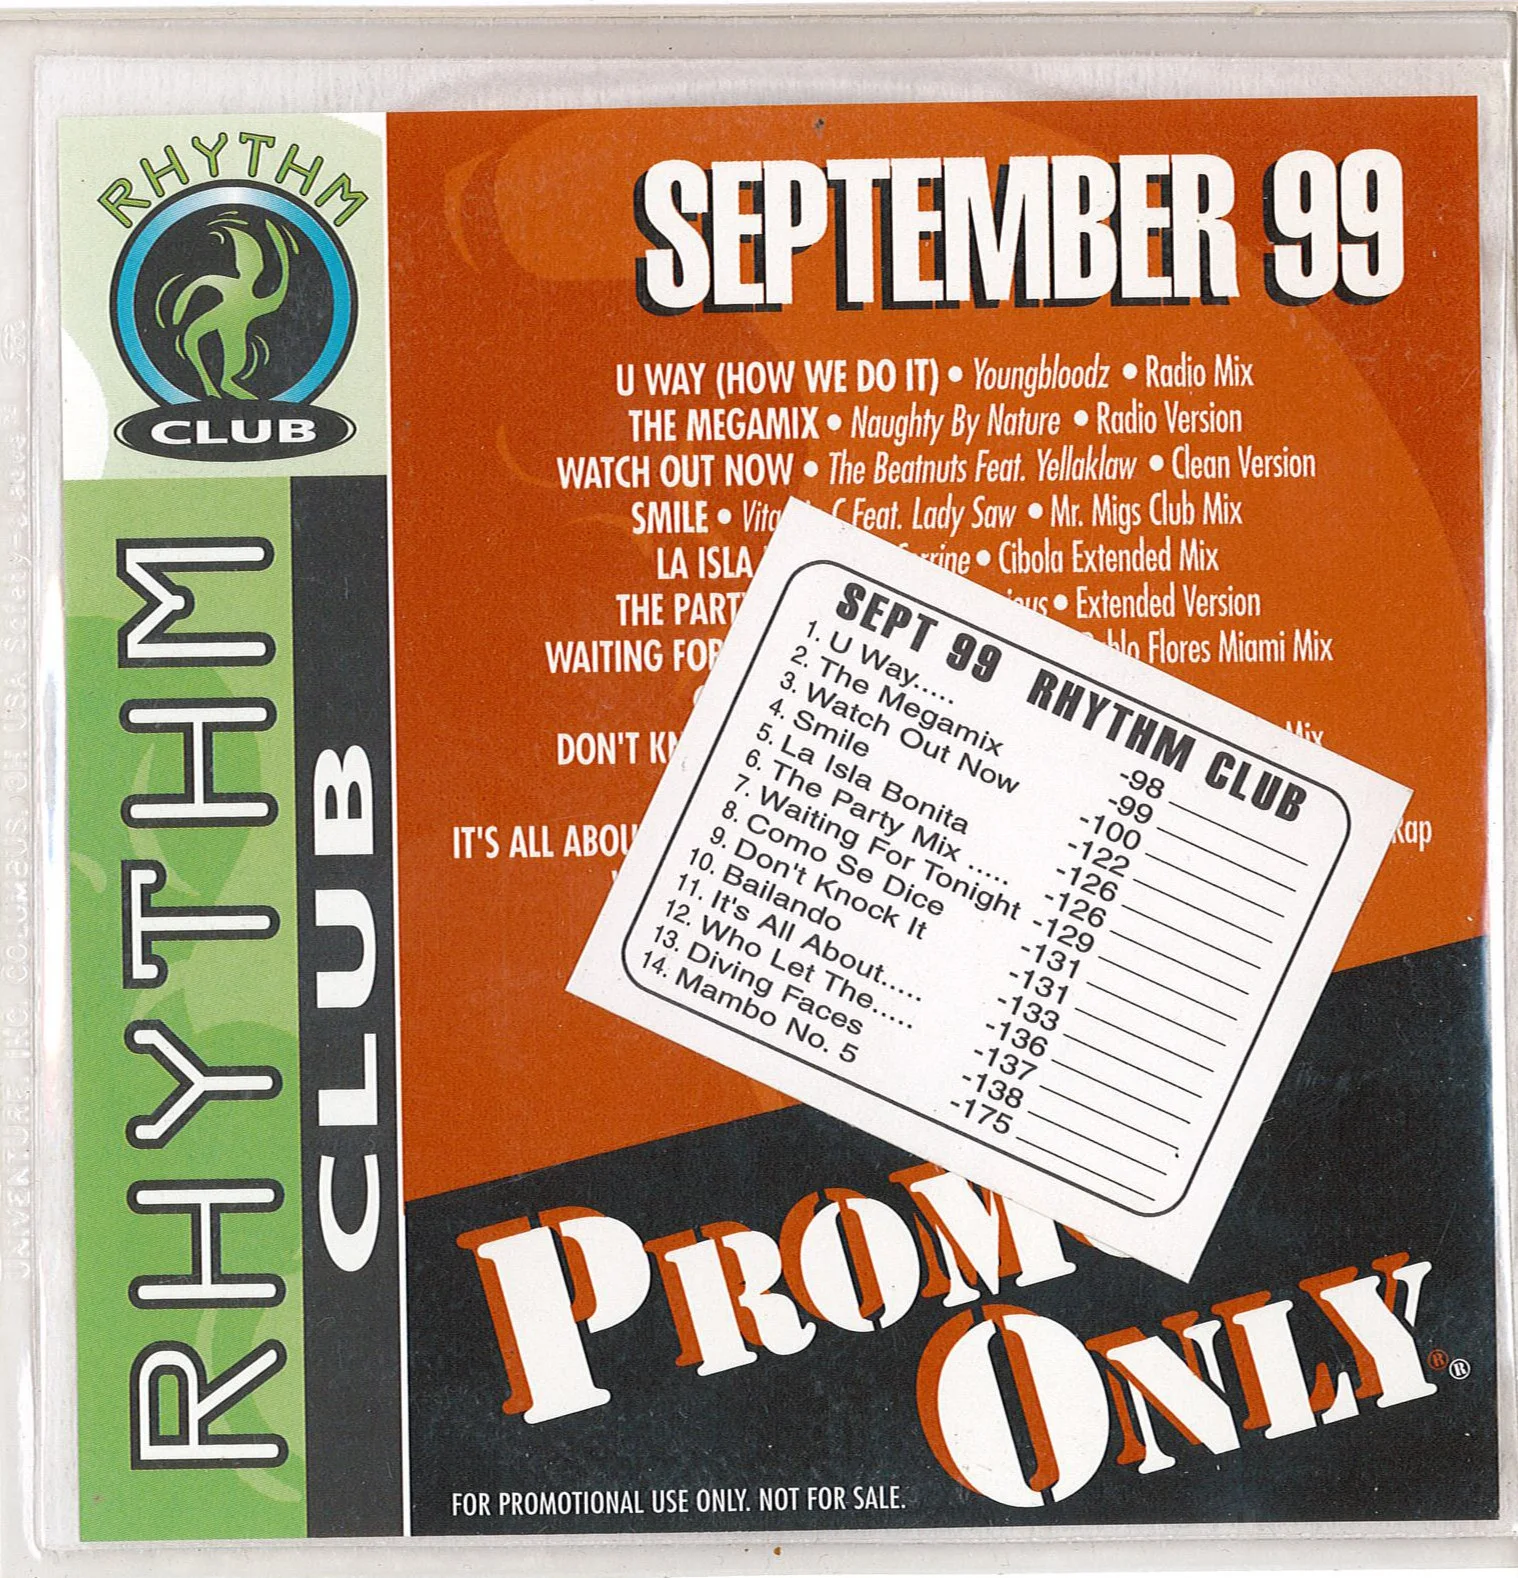 RHYTHM
CLUB
RHYTHM
CLUB
SEPTEMBER 99
U WAY (HOW WE DO IT) • Youngbloodz • Radio Mix
THE MEGAMIX • Naughty By Nature • Radio Version
WATCH OUT NOW • The Beatnuts Feat. Yellaklaw • Clean Version
SMILE • C Feat. Lady Saw • Mr. Migs Club Mix
LA ISLA • Cibola Extended Mix
THE • Extended Version
WAITING Flores Miami Mix
Mix
DON'T
IT'S ALL
SEPT 99 RHYTHM CLUB
1. U Way..... -98
2. The Megamix -99
3. Watch Out Now -100
4. Smile -122
5. La Isla Bonita -126
6. The Party Mix ..... -126
7. Waiting For Tonight -129
8. Como Se Dice -131
9. Don't Knock It -131
10. Bailando -133
11. It's All About..... -136
12. Who Let The..... -137
13. Diving Faces -138
14. Mambo No. 5 -175
ONLY®®
FOR PROMOTIONAL USE ONLY. NOT FOR SALE.